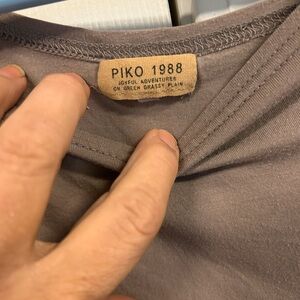 PIKO 1988
JOYFUL ADVENTURES
ON GREEN GRASSY PLAIN